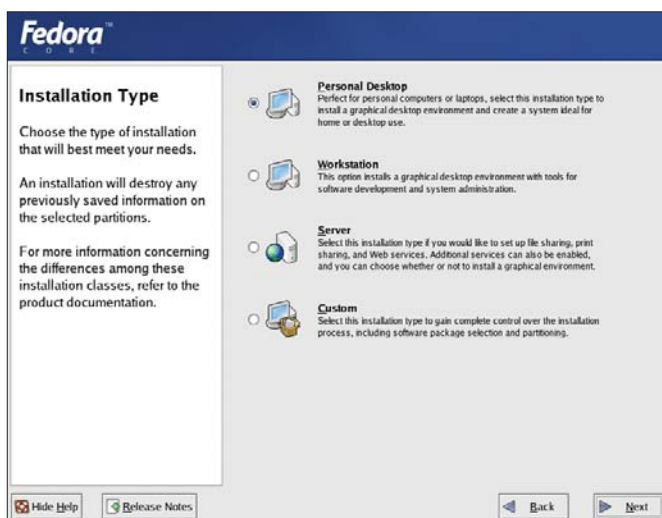 Fedora™
CORE
Installation Type
Choose the type of installation
that will best meet your needs.
An installation will destroy any
previously saved information on
the selected partitions.
For more information concerning
the differences among these
installation classes, refer to the
product documentation.
Personal Desktop
Perfect for personal computers or laptops, select this installation type to
install a graphical desktop environment and create a system ideal for
home or desktop use.
Workstation
This option installs a graphical desktop environment with tools for
software development and system administration.
Server
Select this installation type if you would like to set up file sharing, print
sharing, and Web services. Additional services can also be enabled,
and you can choose whether or not to install a graphical environment.
Custom
Select this installation type to gain complete control over the installation
process, including software package selection and partitioning.
Hide Help
Release Notes
Back
Next